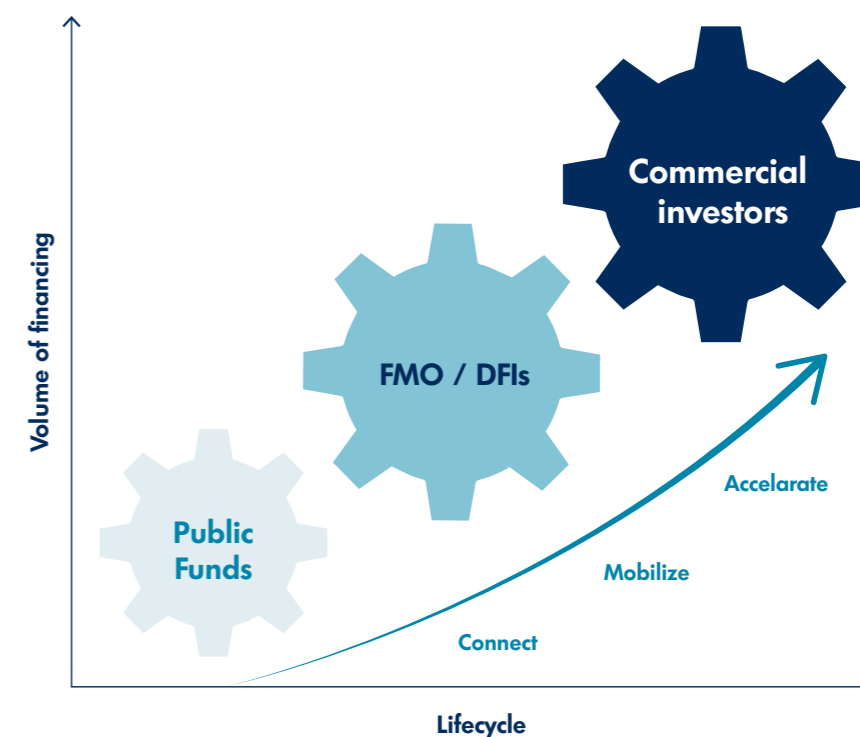 Commercial
investors
Volume of financing
FMO / DFIs
Accelarate
Public
Funds
Mobilize
Connect
Lifecycle